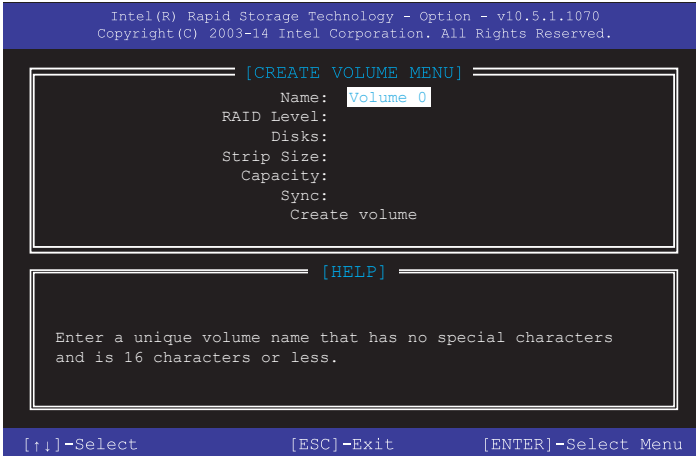 Intel(R) Rapid Storage Technology - Option - v10.5.1.1070
Copyright(C) 2003-14 Intel Corporation. All Rights Reserved.
[CREATE VOLUME MENU]
Name: Volume 0
RAID Level:
Disks:
Strip Size:
Capacity:
Sync:
Create volume
[HELP]
Enter a unique volume name that has no special characters
and is 16 characters or less.
[↑↓]-Select [ESC]-Exit [ENTER]-Select Menu